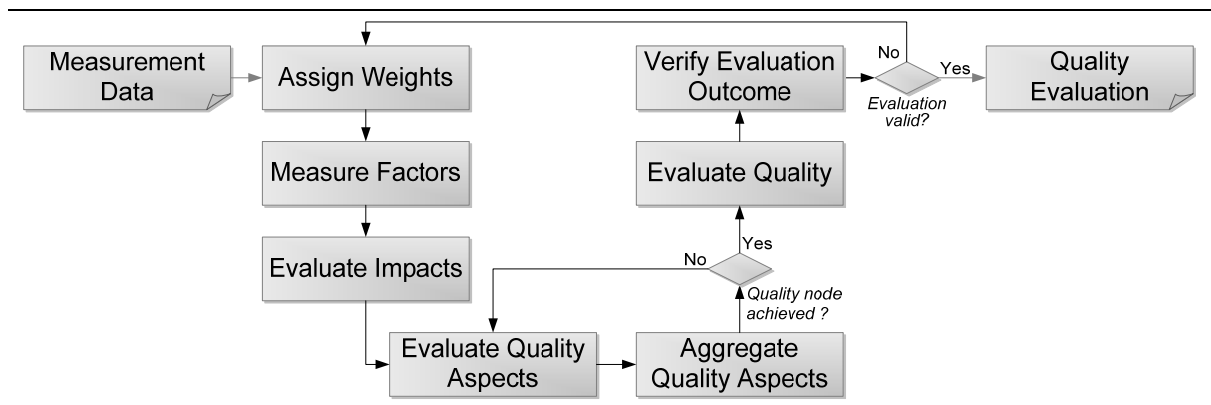 Measurement
Data
Assign Weights
Measure Factors
Evaluate Impacts
Evaluate Quality
Aspects
Aggregate
Quality Aspects
Quality node
achieved ?
No
Yes
Evaluate Quality
Verify Evaluation
Outcome
Evaluation
valid?
No
Yes
Quality
Evaluation